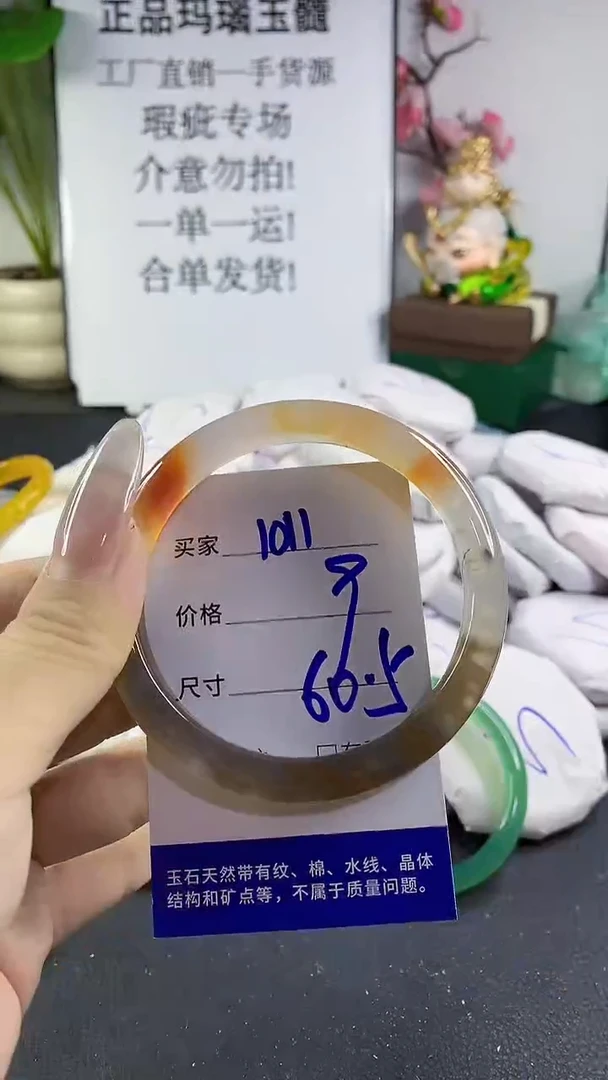 正品玛瑙玉髓
工厂直销一手货源
瑕疵专场
介意勿拍!
一单一运!
合单发货!
买家 1011
价格
尺寸 60.5
玉石天然带有纹、棉、水线、晶体
结构和矿点等，不属于质量问题。